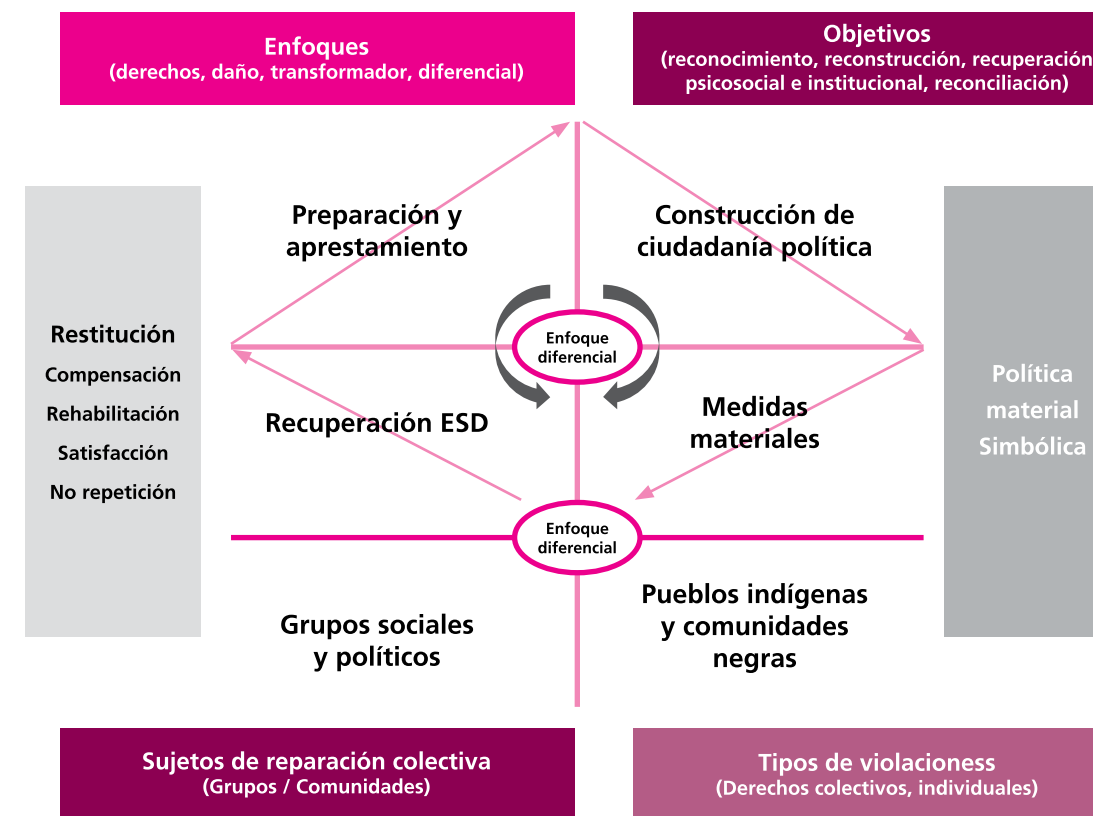 Enfoques
(derechos, daño, transformador, diferencial)
Objetivos
(reconocimiento, reconstrucción, recuperación
psicosocial e institucional, reconciliación)
Preparación y
aprestamiento
Construcción de
ciudadanía política
Restitución
Compensación
Rehabilitación
Satisfacción
No repetición
Enfoque
diferencial
Política
material
Simbólica
Recuperación ESD
Medidas
materiales
Enfoque
diferencial
Grupos sociales
y políticos
Pueblos indígenas
y comunidades
negras
Sujetos de reparación colectiva
(Grupos / Comunidades)
Tipos de violacioness
(Derechos colectivos, individuales)